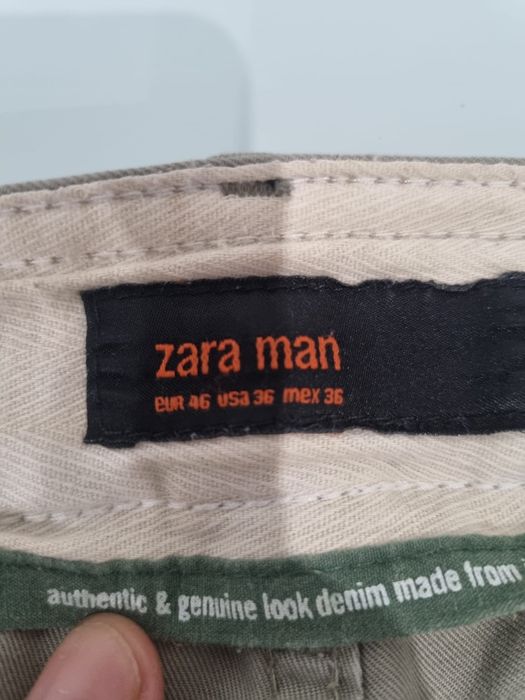 zara man
EUR 46 USA 36 mex 36
authentic & genuine look denim made from